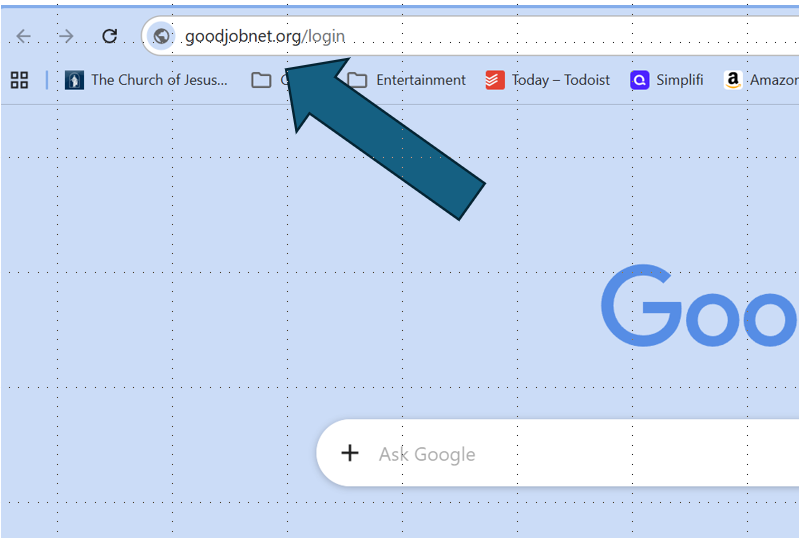 goodjobnet.org/login
The Church of Jesus... Entertainment Today – Todoist Simplifi Amazon
Goo
Ask Google